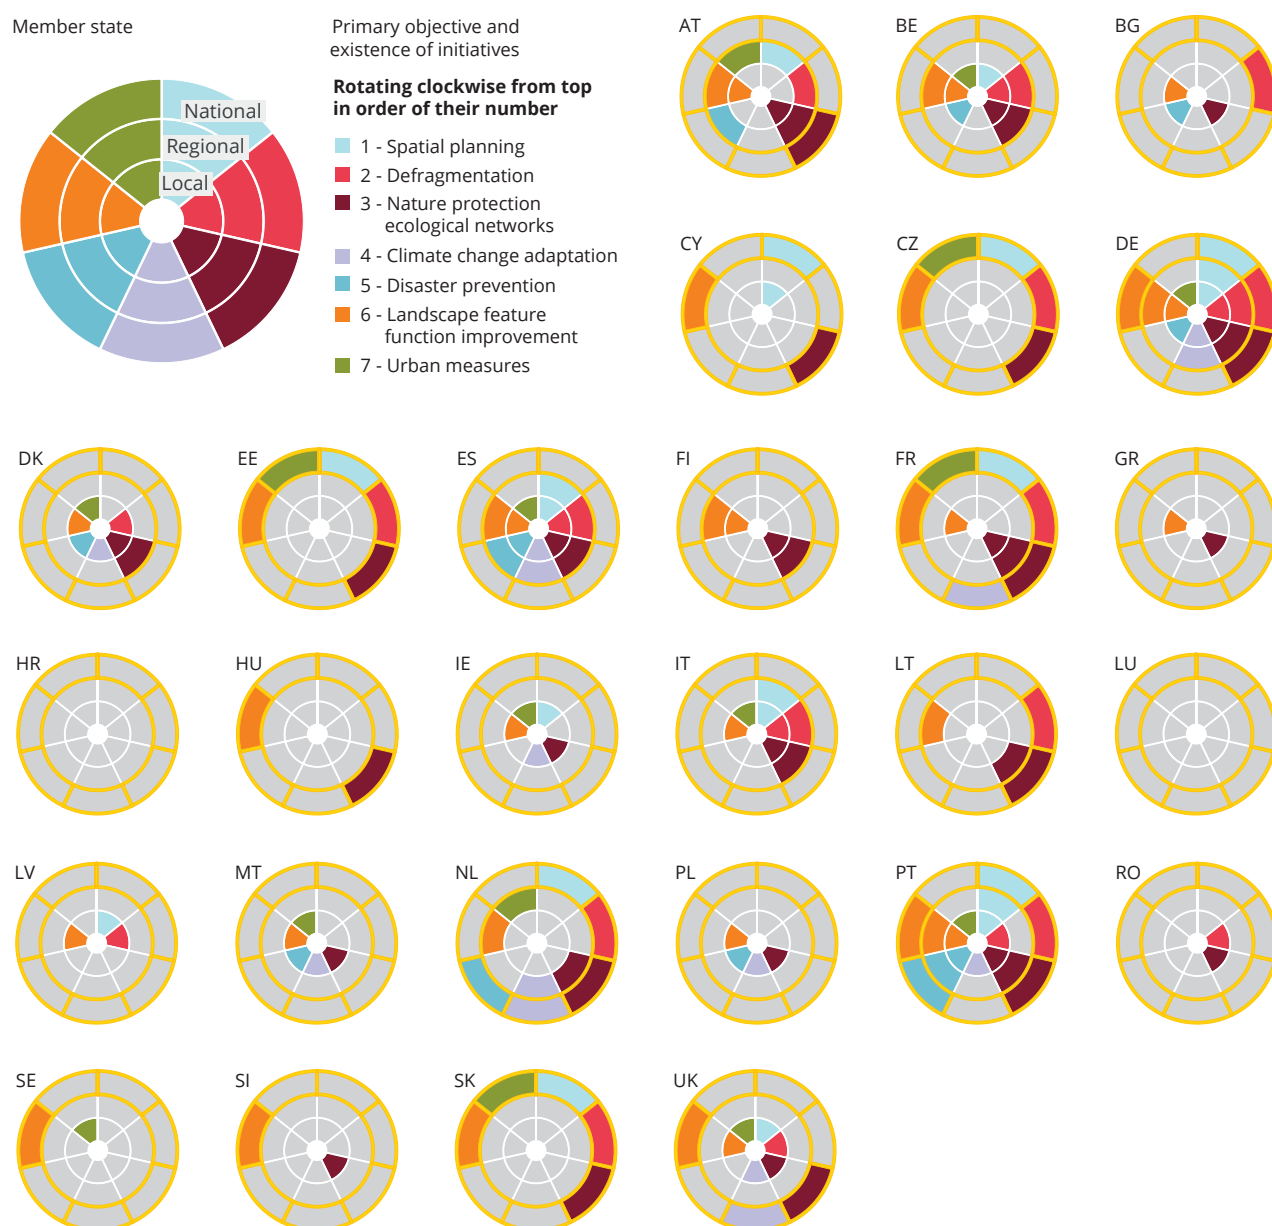 Member state
National
Regional
Local
Primary objective and
existence of initiatives
Rotating clockwise from top
in order of their number
1 - Spatial planning
2 - Defragmentation
3 - Nature protection
ecological networks
4 - Climate change adaptation
5 - Disaster prevention
6 - Landscape feature
function improvement
7 - Urban measures
AT
BE
BG
CY
CZ
DE
DK
EE
ES
FI
FR
GR
HR
HU
IE
IT
LT
LU
LV
MT
NL
PL
PT
RO
SE
SI
SK
UK